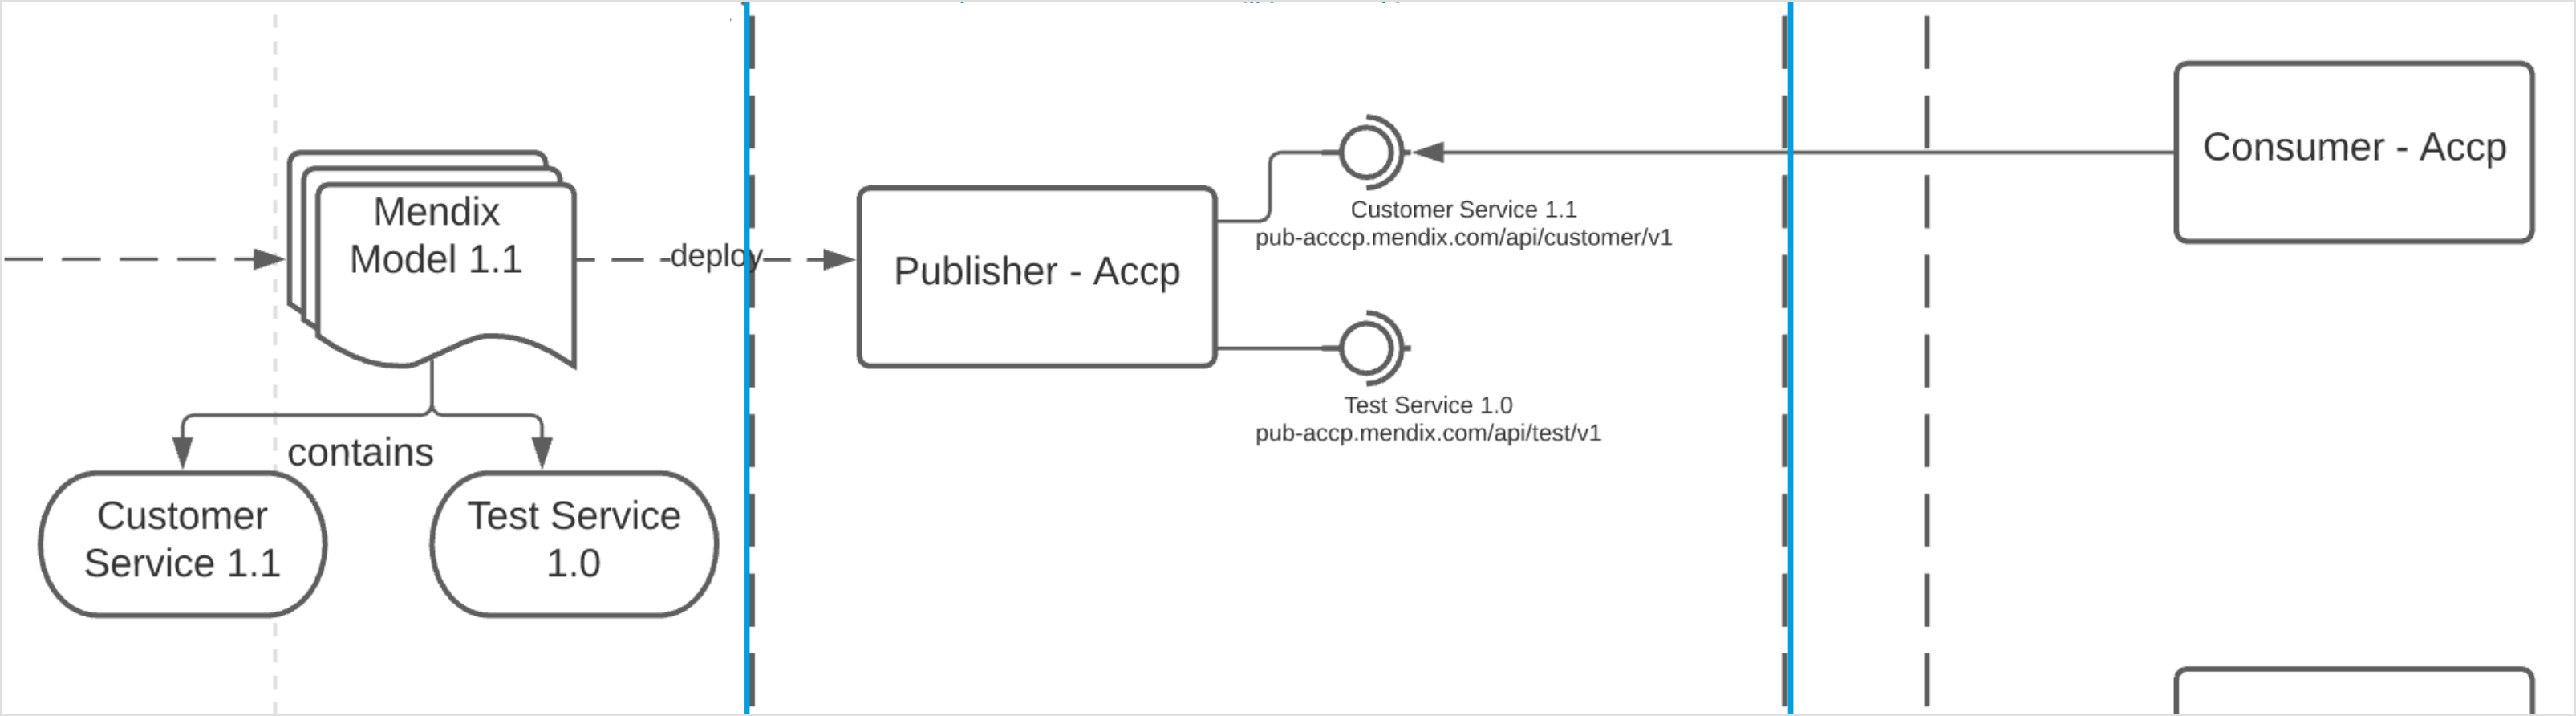 Mendix
Model 1.1
deploy
contains
Customer
Service 1.1
Test Service
1.0
Publisher - Accp
Customer Service 1.1
pub-acccp.mendix.com/api/customer/v1
Test Service 1.0
pub-accp.mendix.com/api/test/v1
Consumer - Accp